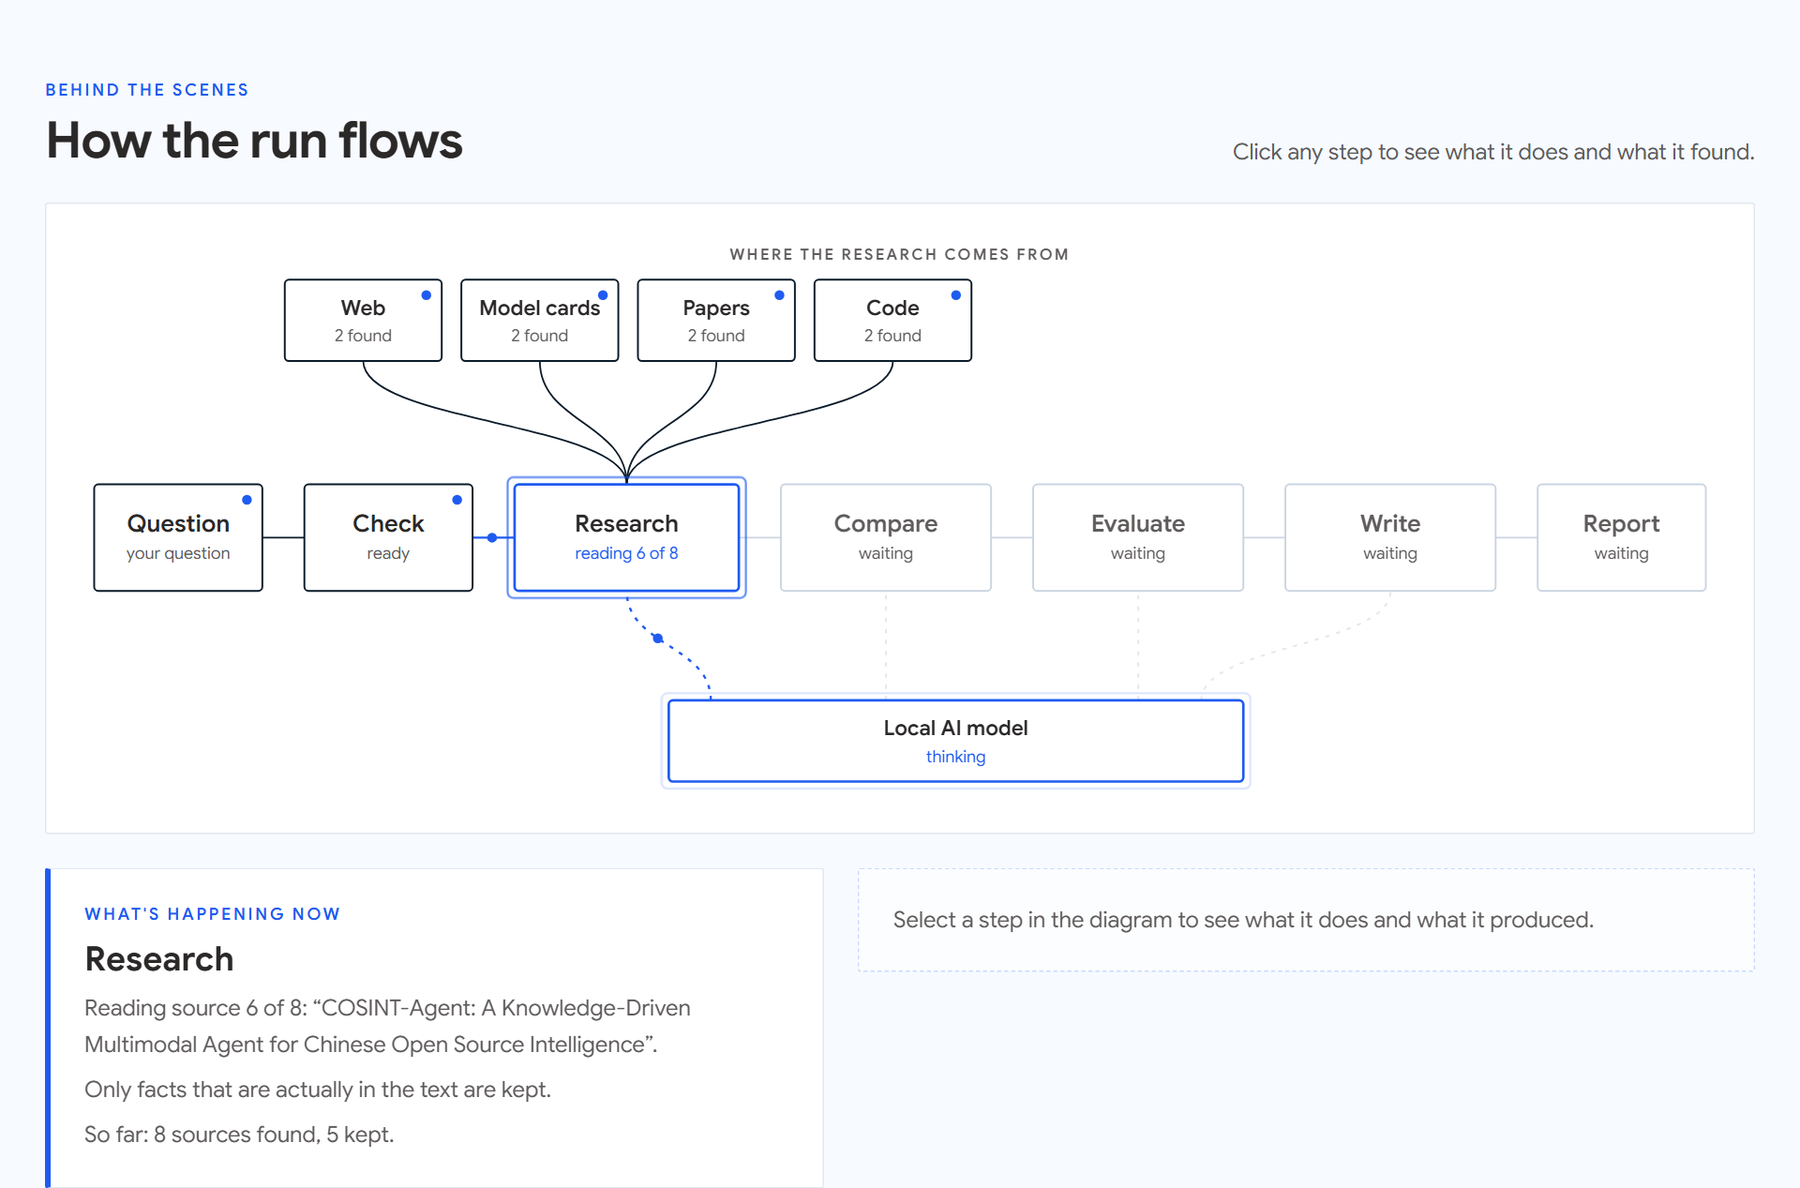 BEHIND THE SCENES
How the run flows
Click any step to see what it does and what it found.
WHERE THE RESEARCH COMES FROM
Web
2 found
Model cards
2 found
Papers
2 found
Code
2 found
Question
your question
Check
ready
Research
reading 6 of 8
Compare
waiting
Evaluate
waiting
Write
waiting
Report
waiting
Local AI model
thinking
WHAT'S HAPPENING NOW
Research
Reading source 6 of 8: “COSINT-Agent: A Knowledge-Driven
Multimodal Agent for Chinese Open Source Intelligence”.
Only facts that are actually in the text are kept.
So far: 8 sources found, 5 kept.
Select a step in the diagram to see what it does and what it produced.